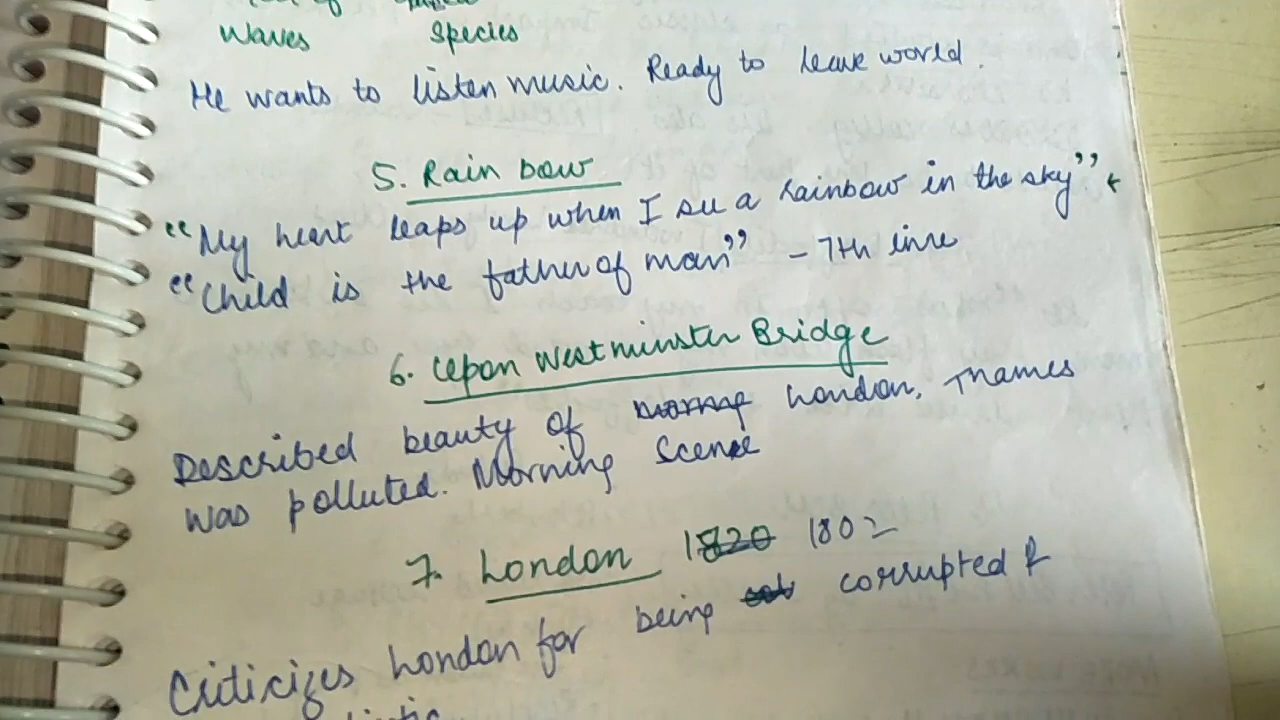 Waves Species
He wants to listen music. Ready to leave world.
5. Rain bow
"My heart leaps up when I see a rainbow in the sky"
"Child is the father of man" - 7th line
6. Upon Westminster Bridge
Described beauty of morning London, Thames
was polluted. Morning Scene
7. London 1820 1802
Criticizes London for being corrupted &